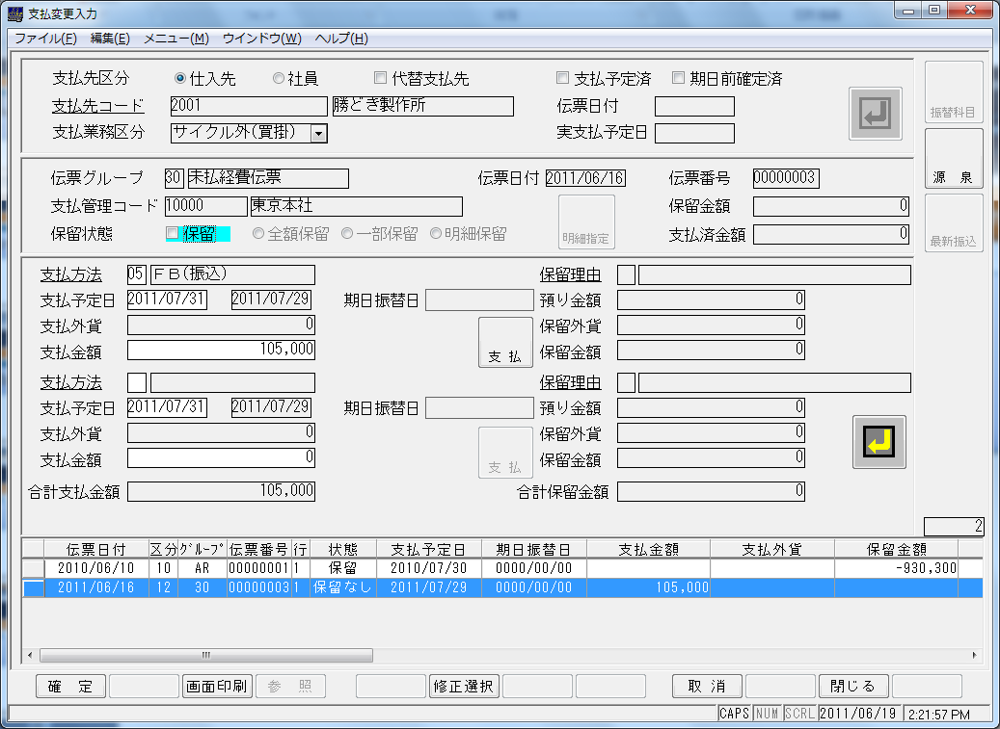 支払変更入力
ファイル(F) 編集(E) メニュー(M) ウインドウ(W) ヘルプ(H)
支払先区分 仕入先 社員 代替支払先 支払予定済 期日前確定済
支払先コード 2001 勝どき製作所 伝票日付
支払業務区分 サイクル外(買掛) 実支払予定日
振替科目
伝票グループ 30 未払経費伝票 伝票日付 2011/06/16 伝票番号 00000003
源 泉
支払管理コード 10000 東京本社 保留金額 0
保留状態 保留 全額保留 一部保留 明細保留 明細指定 支払済金額 0
最新振込
支払方法 05 FB(振込) 保留理由
支払予定日 2011/07/31 2011/07/29 期日振替日 預り金額 0
支払外貨 0 保留外貨 0
支払金額 105,000 支 払 保留金額 0
支払方法 保留理由
支払予定日 2011/07/31 2011/07/29 期日振替日 預り金額 0
支払外貨 0 保留外貨 0
支払金額 0 支 払 保留金額 0
合計支払金額 105,000 合計保留金額 0
2
伝票日付 区分 グループ 伝票番号 行 状態 支払予定日 期日振替日 支払金額 支払外貨 保留金額
2010/06/10 10 AR 00000001 1 保留 2010/07/30 0000/00/00 -930,300
2011/06/16 12 30 00000003 1 保留なし 2011/07/29 0000/00/00 105,000
確 定 画面印刷 参 照 修正選択 取 消 閉じる
CAPS NUM SCRL 2011/06/19 2:21:57 PM